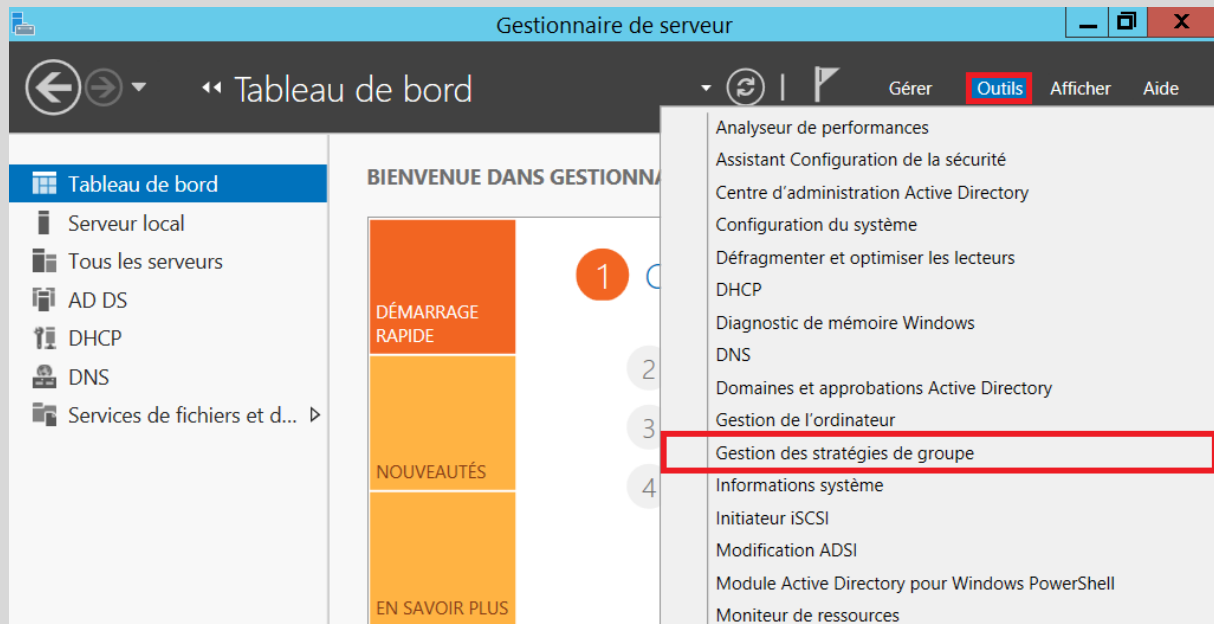 Gestionnaire de serveur
Tableau de bord
Gérer Outils Afficher Aide
Tableau de bord
Serveur local
Tous les serveurs
AD DS
DHCP
DNS
Services de fichiers et d...
BIENVENUE DANS GESTIONNA
DÉMARRAGE
RAPIDE
NOUVEAUTÉS
EN SAVOIR PLUS
1
2
3
4
Analyseur de performances
Assistant Configuration de la sécurité
Centre d'administration Active Directory
Configuration du système
Défragmenter et optimiser les lecteurs
DHCP
Diagnostic de mémoire Windows
DNS
Domaines et approbations Active Directory
Gestion de l'ordinateur
Gestion des stratégies de groupe
Informations système
Initiateur iSCSI
Modification ADSI
Module Active Directory pour Windows PowerShell
Moniteur de ressources